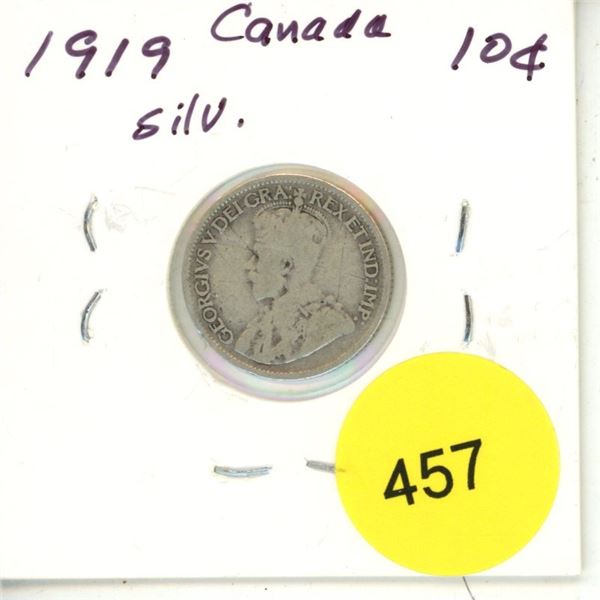 1919 Canada 10¢
silv.
GEORGIVS V DEI GRA: REX ET IND: IMP:
457